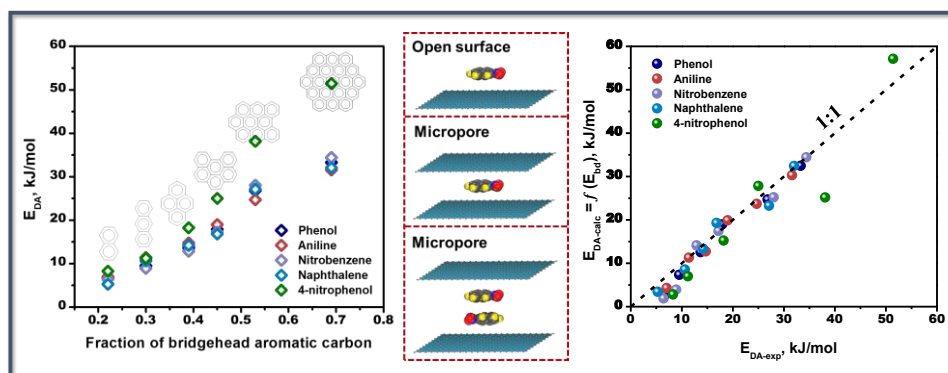 E_DA, kJ/mol
60
50
40
30
20
10
0
0.2 0.3 0.4 0.5 0.6 0.7 0.8
Fraction of bridgehead aromatic carbon
Phenol
Aniline
Nitrobenzene
Naphthalene
4-nitrophenol
Open surface
Micropore
Micropore
E_DA-calc = f (E_bd), kJ/mol
60
50
40
30
20
10
0
0 10 20 30 40 50 60
E_DA-exp, kJ/mol
Phenol
Aniline
Nitrobenzene
Naphthalene
4-nitrophenol
1:1